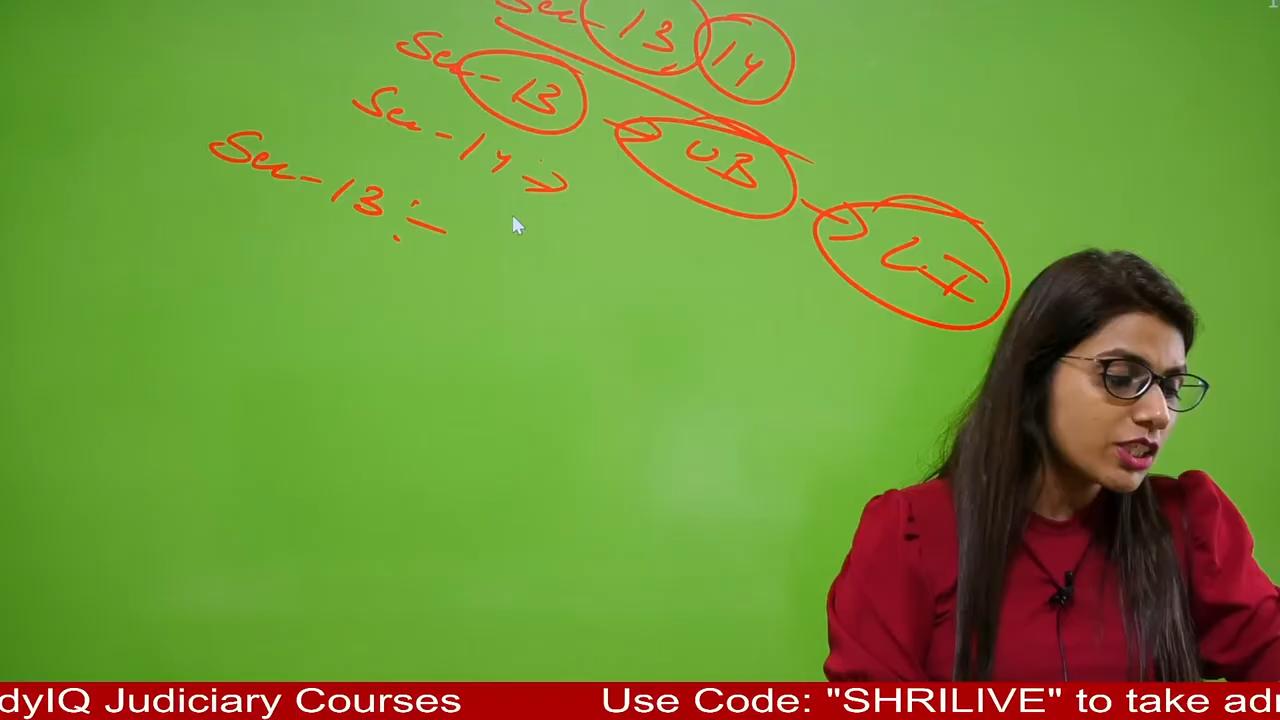 Sec-13 14
Sec-13
Sec-14 → UB → LI
Sec-13:-
dyIQ Judiciary Courses Use Code: "SHRILIVE" to take ad